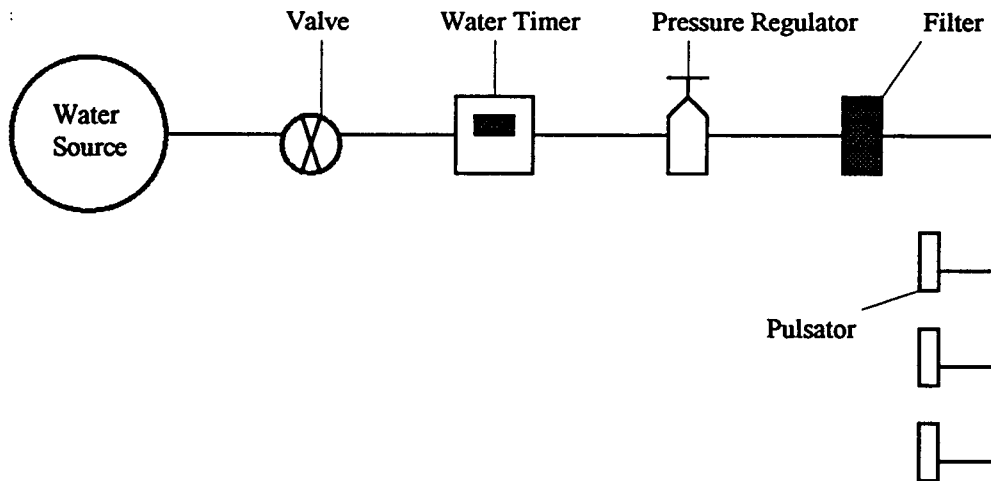 Valve
Water Timer
Pressure Regulator
Filter
Water
Source
Pulsator